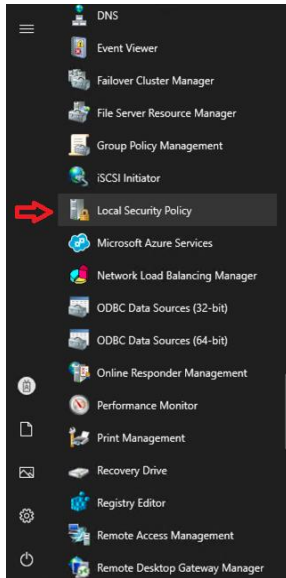 DNS
Event Viewer
Failover Cluster Manager
File Server Resource Manager
Group Policy Management
iSCSI Initiator
Local Security Policy
Microsoft Azure Services
Network Load Balancing Manager
ODBC Data Sources (32-bit)
ODBC Data Sources (64-bit)
Online Responder Management
Performance Monitor
Print Management
Recovery Drive
Registry Editor
Remote Access Management
Remote Desktop Gateway Manager